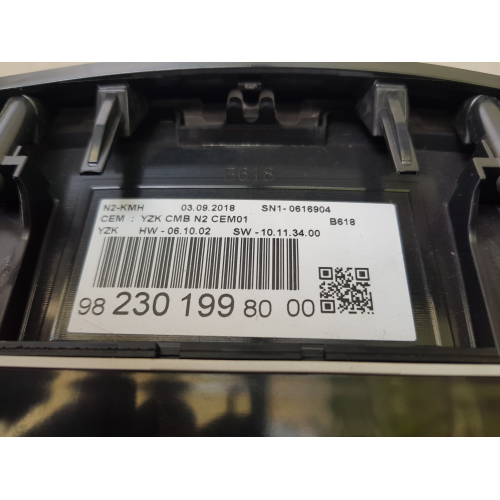 B618
N2-KMH 03.09.2018 SN1- 0616904
CEM : YZK CMB N2 CEM01 B618
YZK HW - 06.10.02 SW - 10.11.34.00
98 230 199 80 00